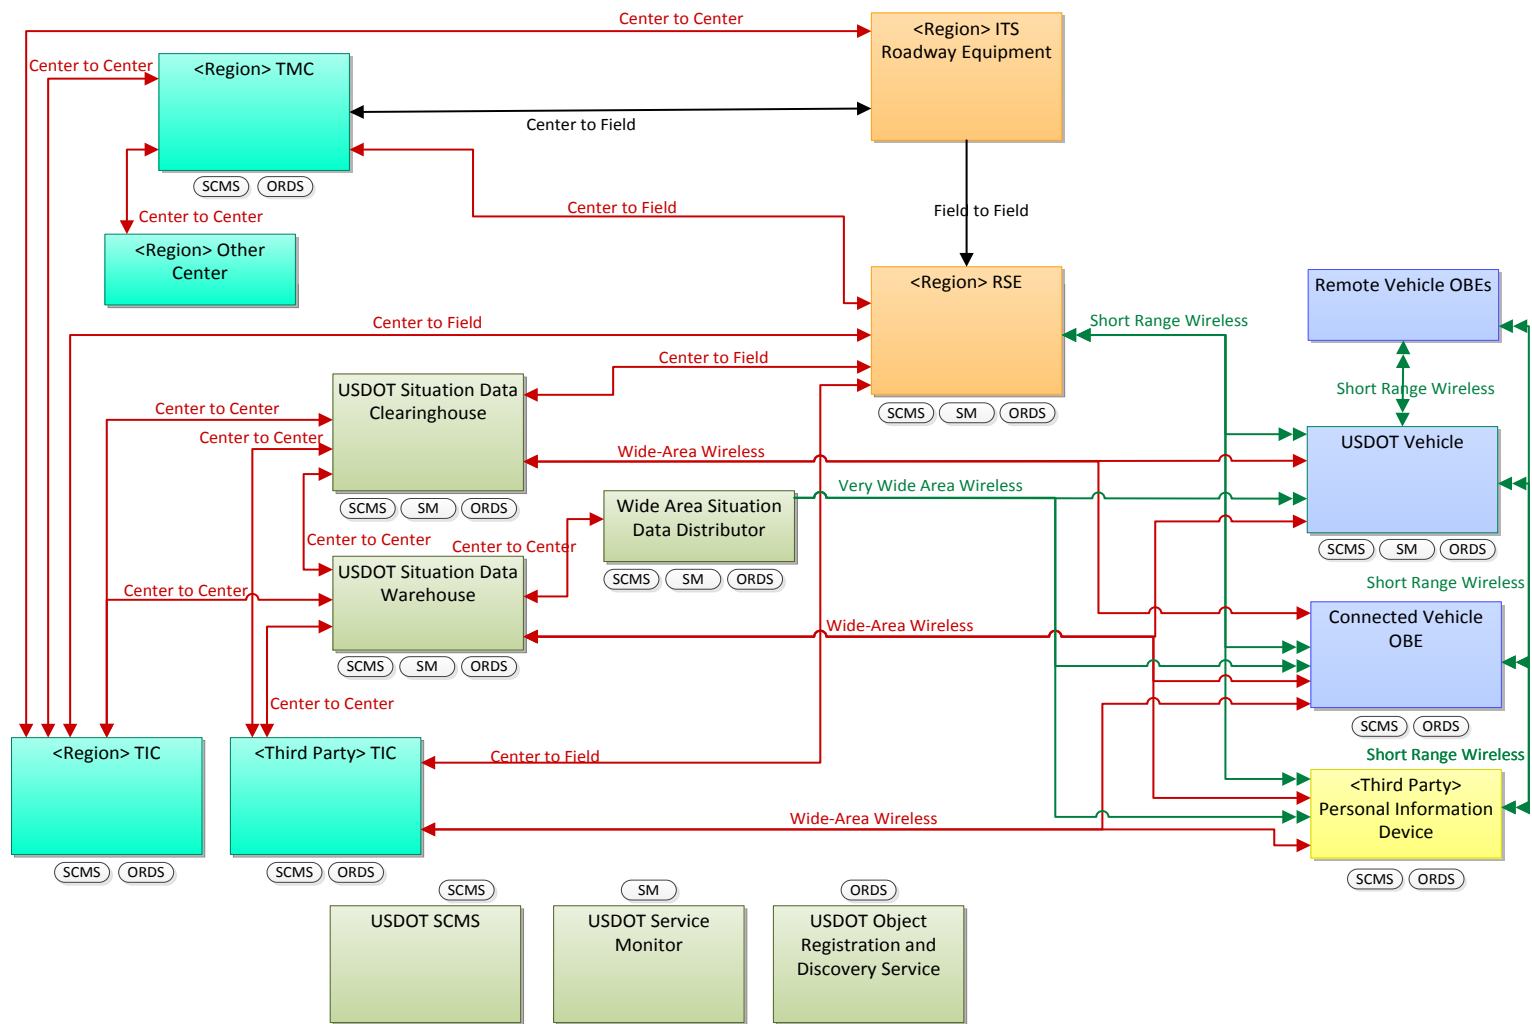 Center to Center
<Region> ITS
Roadway Equipment
Center to Center
<Region> TMC
Center to Field
SCMS
ORDS
Center to Center
Center to Field
Field to Field
<Region> Other
Center
<Region> RSE
Remote Vehicle OBEs
Center to Field
Short Range Wireless
Center to Field
USDOT Situation Data
Clearinghouse
Short Range Wireless
Center to Center
SCMS
SM
ORDS
Center to Center
Wide-Area Wireless
USDOT Vehicle
Very Wide Area Wireless
Wide Area Situation
Data Distributor
SCMS
SM
ORDS
Center to Center
Center to Center
SCMS
SM
ORDS
USDOT Situation Data
Warehouse
SCMS
SM
ORDS
Short Range Wireless
Center to Center
Wide-Area Wireless
Connected Vehicle
OBE
SCMS
SM
ORDS
Center to Center
SCMS
ORDS
<Region> TIC
<Third Party> TIC
Center to Field
Short Range Wireless
<Third Party>
Personal Information
Device
Wide-Area Wireless
SCMS
ORDS
SCMS
ORDS
SCMS
ORDS
SCMS
SM
ORDS
USDOT SCMS
USDOT Service
Monitor
USDOT Object
Registration and
Discovery Service